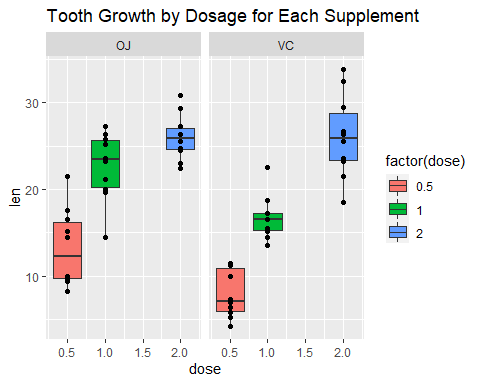 Tooth Growth by Dosage for Each Supplement
OJ VC
30
20
10
len
0.5 1.0 1.5 2.0 0.5 1.0 1.5 2.0
dose
factor(dose)
0.5
1
2